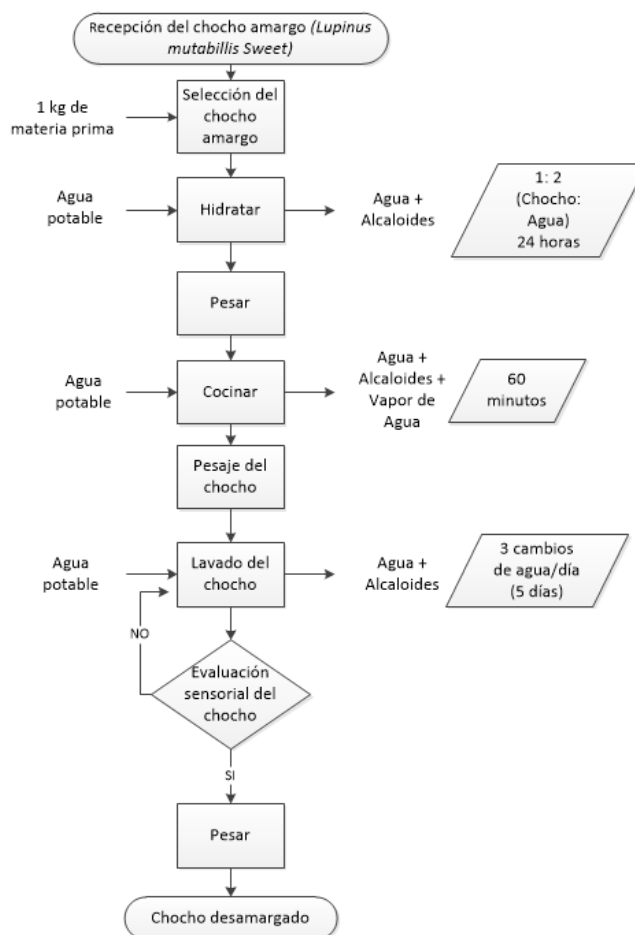 Recepción del chocho amargo (Lupinus
mutabillis Sweet)
1 kg de
materia prima
Selección del
chocho
amargo
Agua
potable
Hidratar
Agua +
Alcaloides
1: 2
(Chocho:
Agua)
24 horas
Pesar
Agua
potable
Cocinar
Agua +
Alcaloides +
Vapor de
Agua
60
minutos
Pesaje del
chocho
Agua
potable
Lavado del
chocho
Agua +
Alcaloides
3 cambios
de agua/día
(5 días)
NO
Evaluación
sensorial del
chocho
SI
Pesar
Chocho desamargado